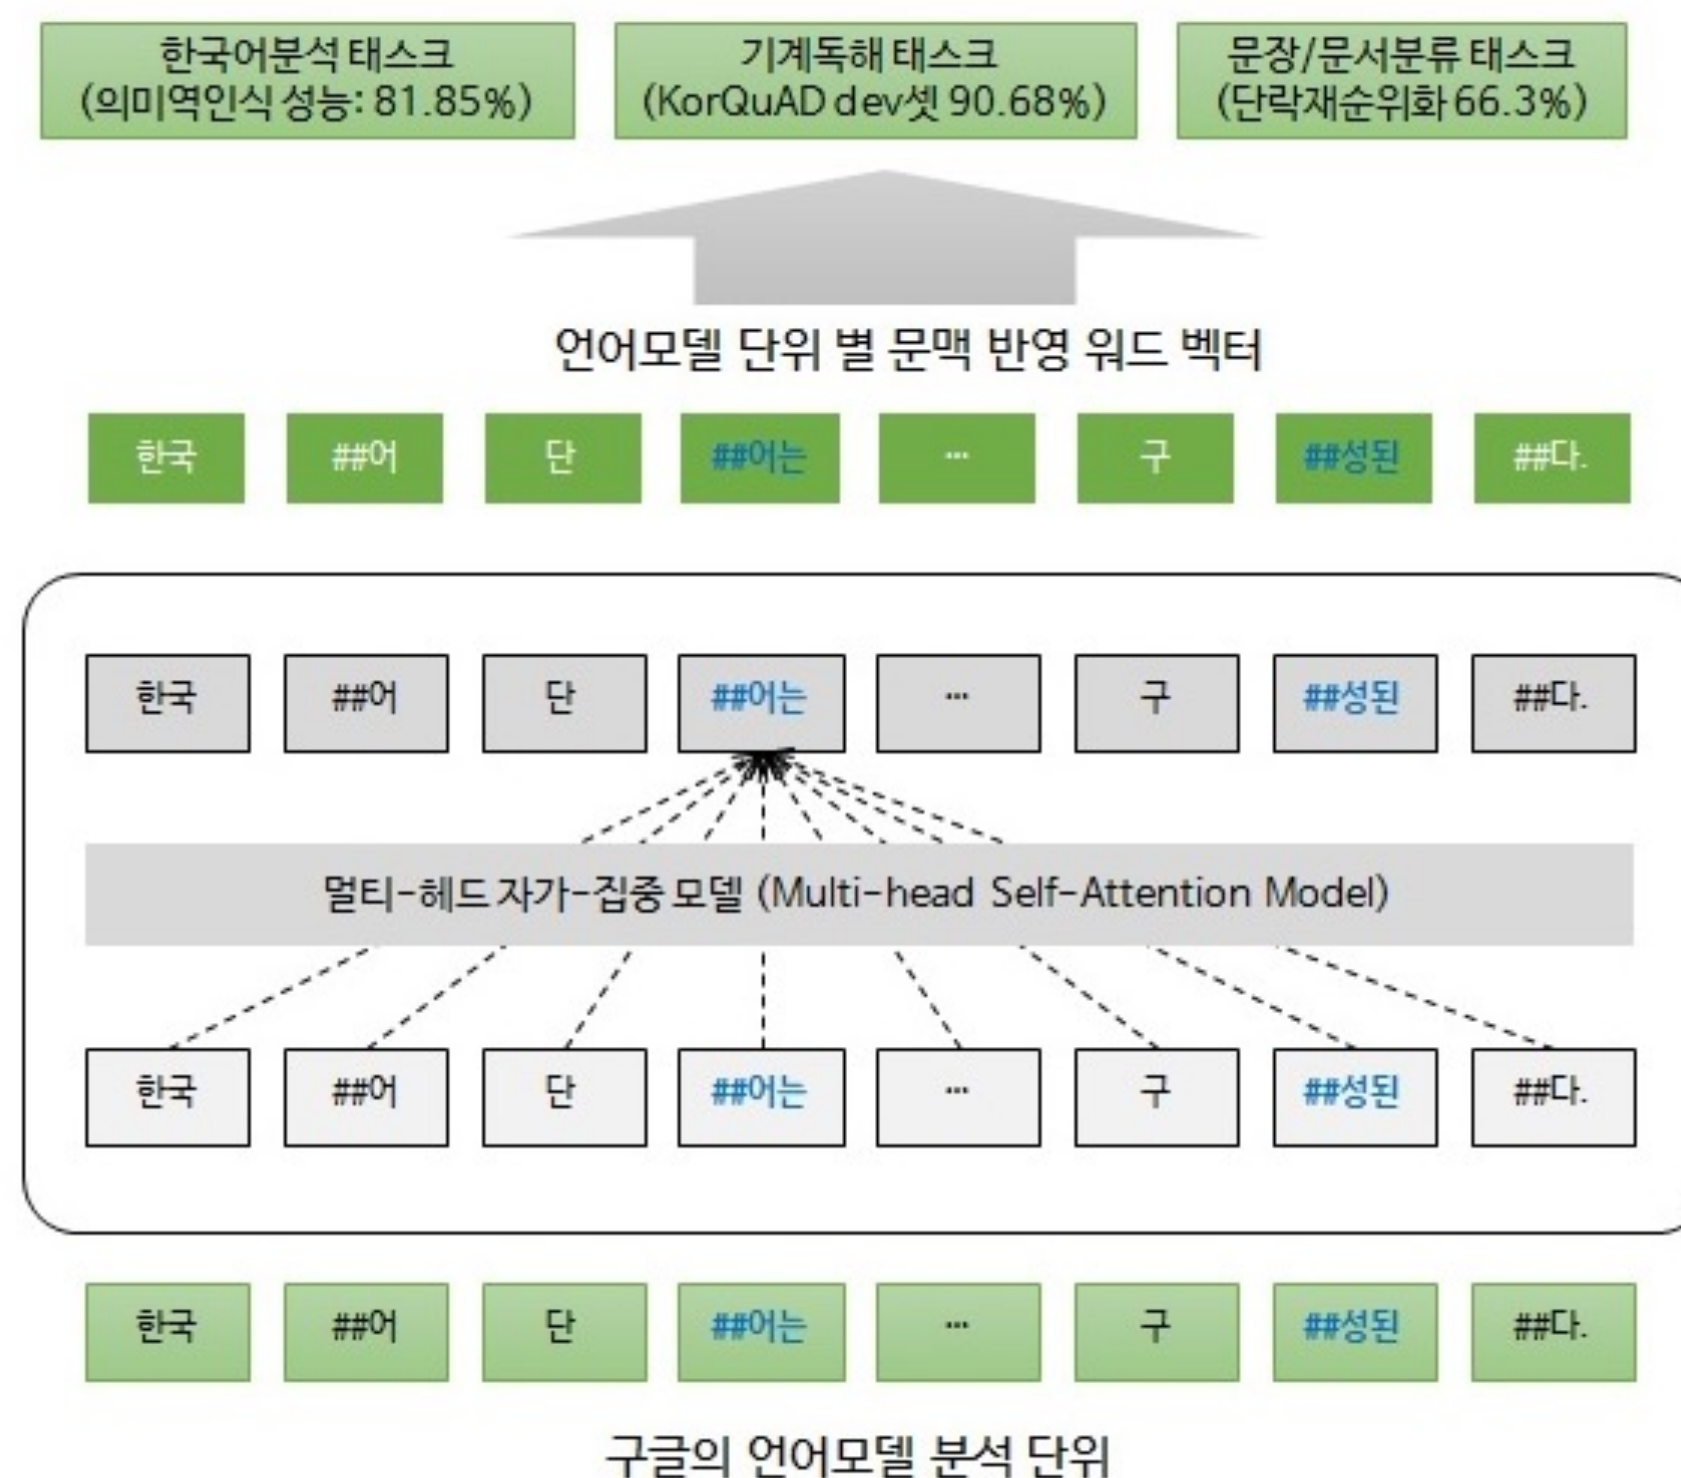 한국어분석 태스크
(의미역인식 성능: 81.85%)
기계독해 태스크
(KorQuAD dev셋 90.68%)
문장/문서분류 태스크
(단락재순위화 66.3%)
언어모델 단위 별 문맥 반영 워드 벡터
한국 ##어 단 ##어는 ... 구 ##성된 ##다.
한국 ##어 단 ##어는 ... 구 ##성된 ##다.
멀티-헤드 자가-집중 모델 (Multi-head Self-Attention Model)
한국 ##어 단 ##어는 ... 구 ##성된 ##다.
한국 ##어 단 ##어는 ... 구 ##성된 ##다.
구글의 언어모델 분석 단위